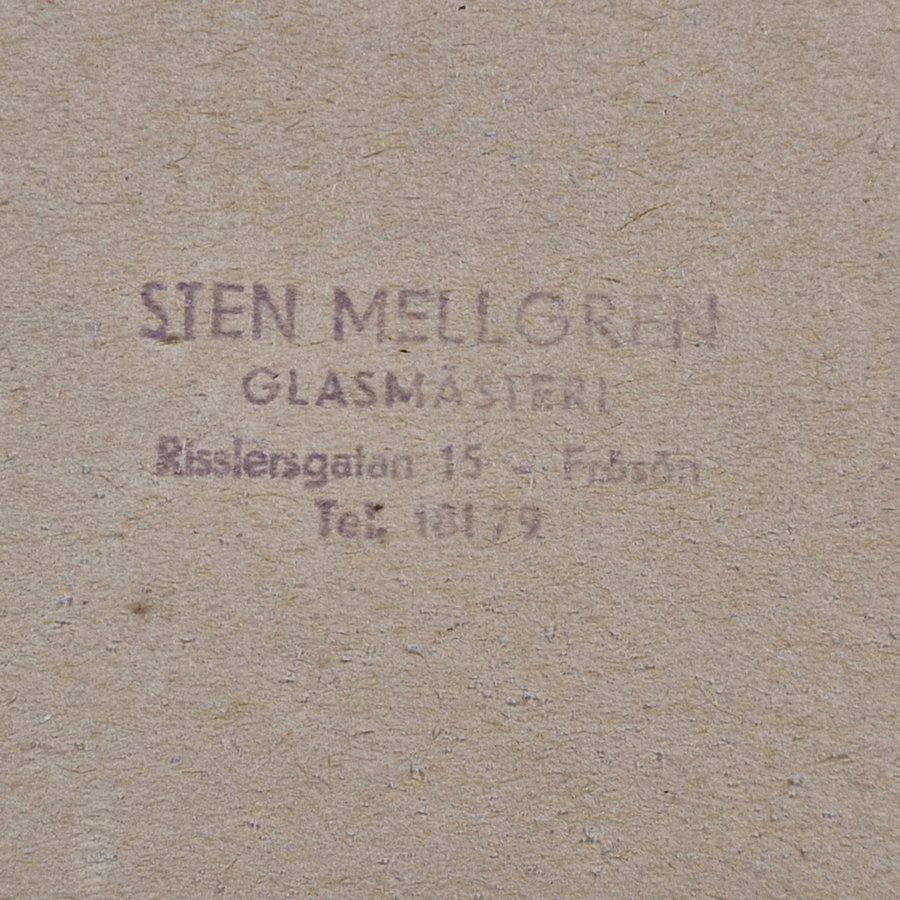 STEN MELLGREN
GLASMÄSTERI
Risslersgatan 15 - Frösön
Tel. 18179